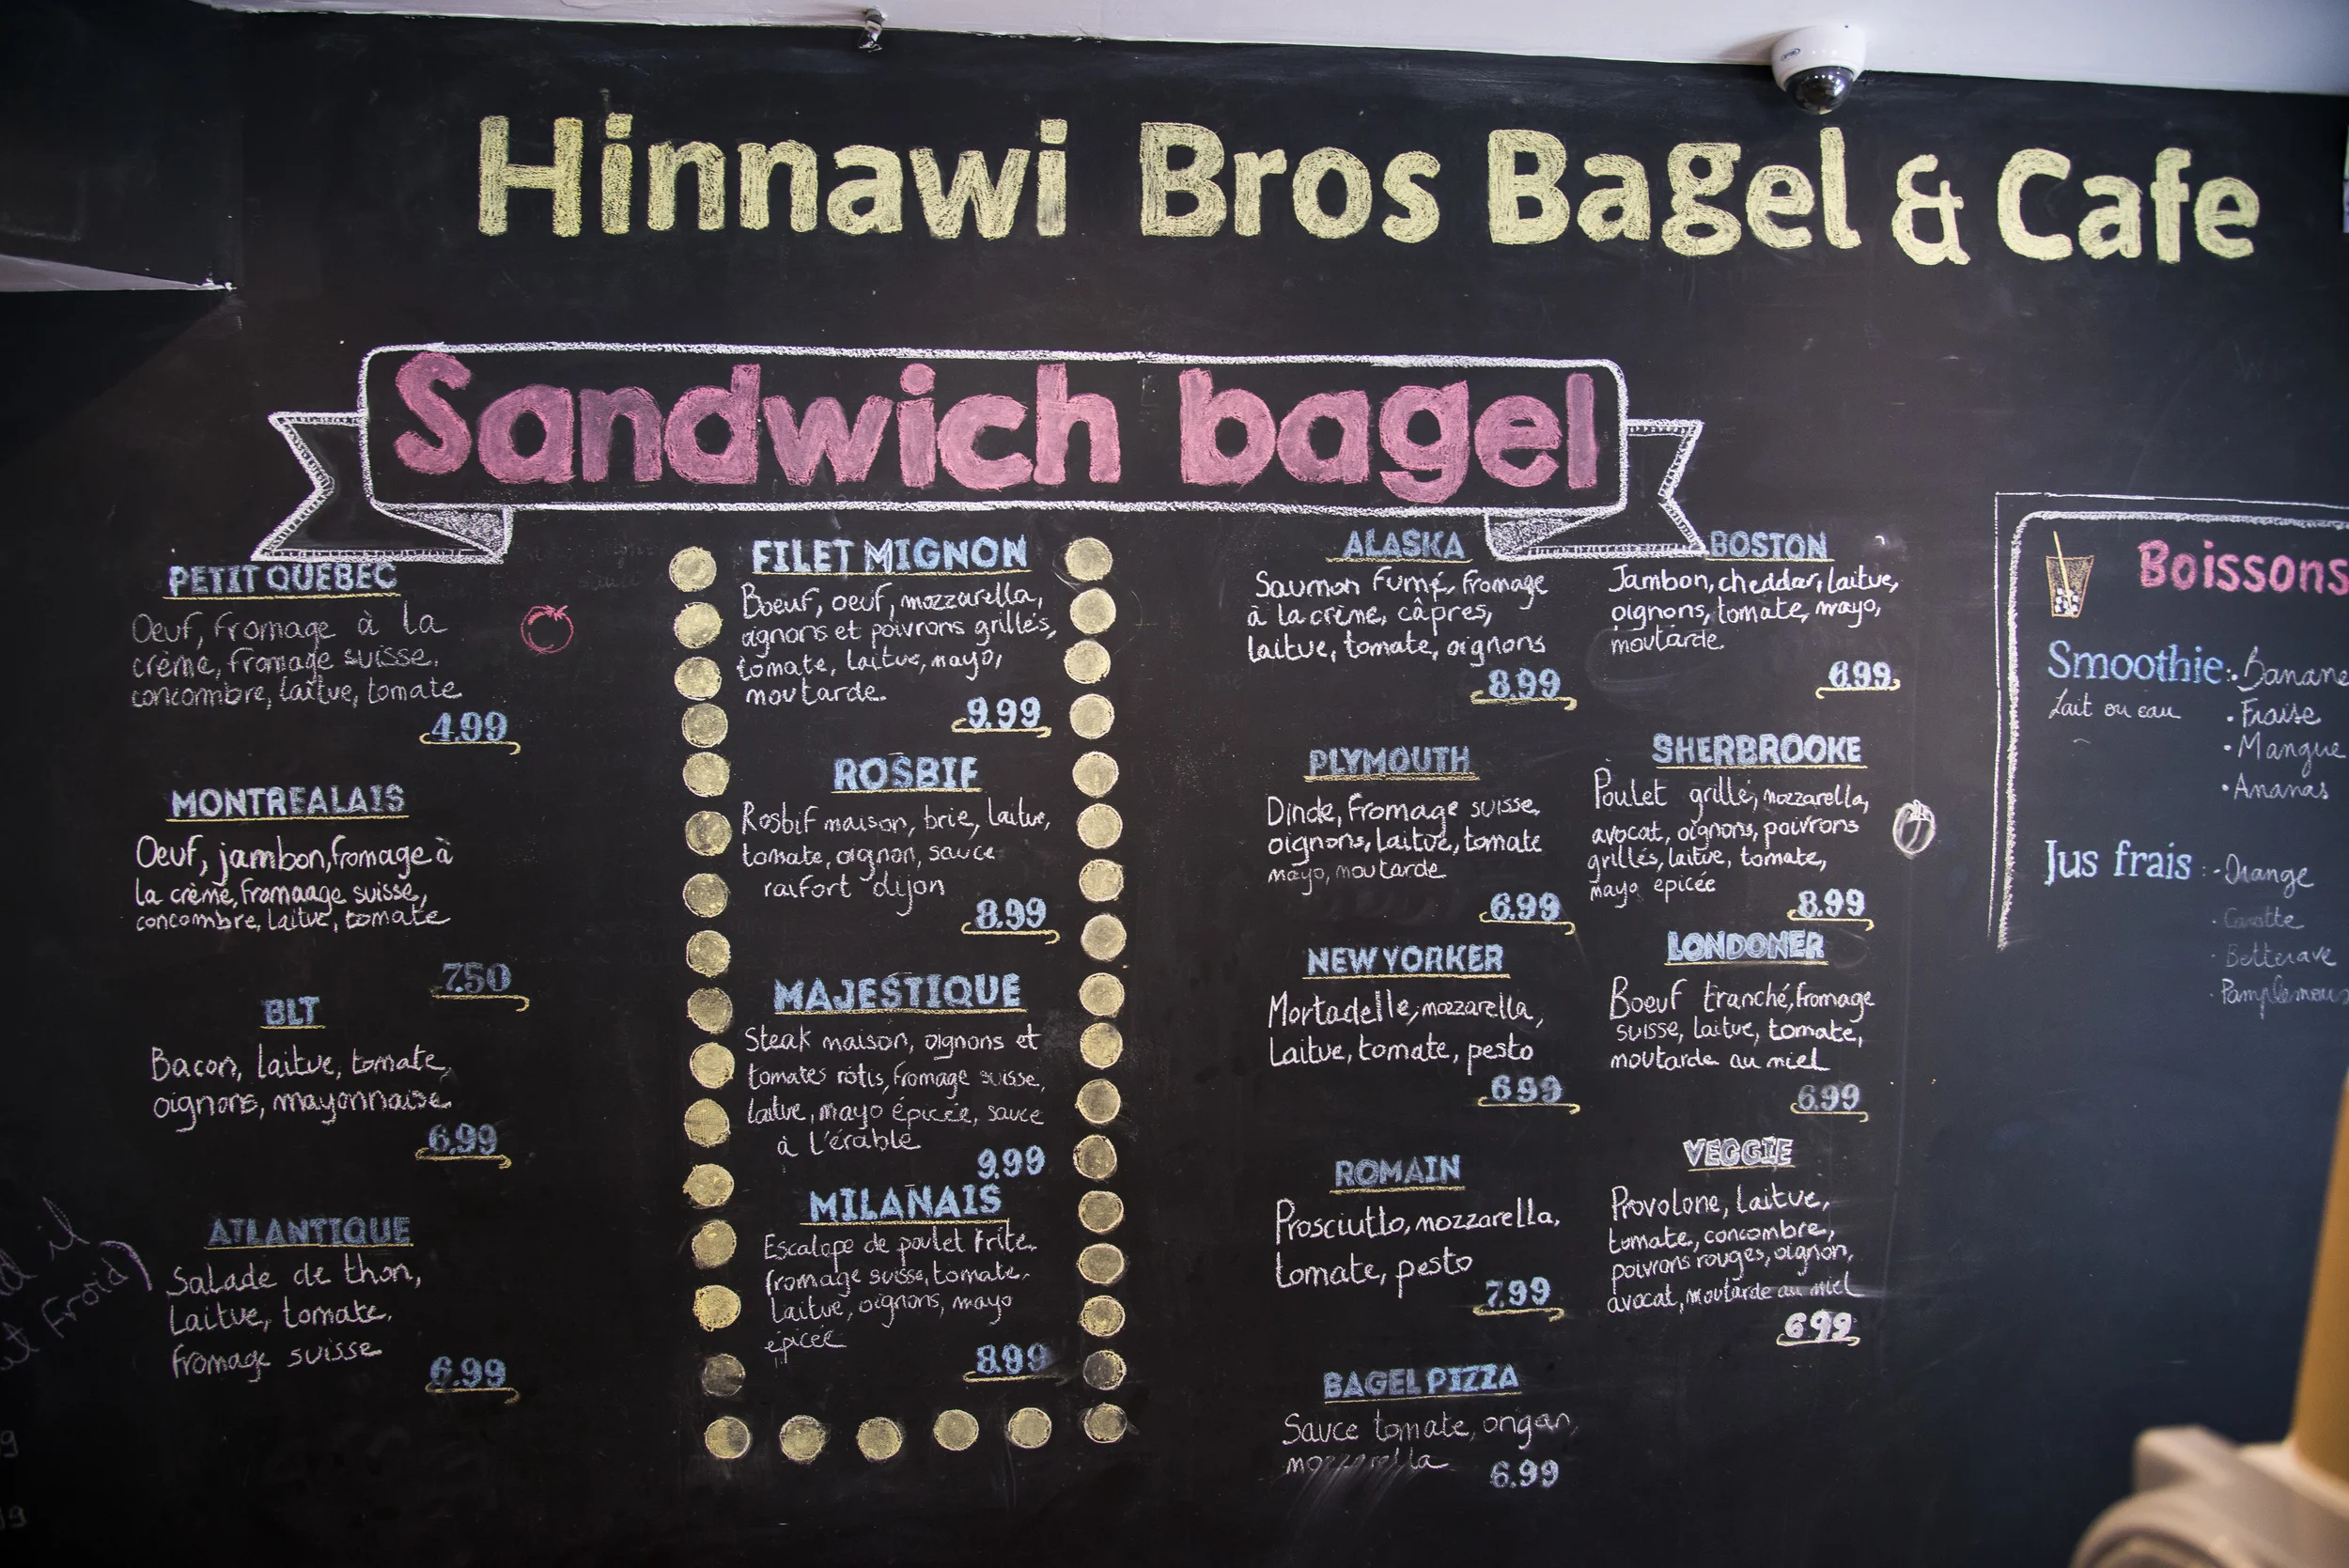 Hinnawi Bros Bagel & Cafe
Sandwich bagel
PETIT QUEBEC
Oeuf, fromage à la
crème, fromage suisse,
concombre, laitue, tomate
4.99
MONTREALAIS
Oeuf, jambon, fromage à
la crème, fromaage suisse,
concombre, laitue, tomate
7.50
BLT
Bacon, laitue, tomate,
oignons, mayonnaise
6.99
ATLANTIQUE
Salade de thon,
Laitue, tomate,
fromage suisse
6.99
FILET MIGNON
Boeuf, oeuf, mozzarella,
oignons et poivrons grillés,
tomate, laitue, mayo,
moutarde.
9.99
ROSBIF
Rosbif maison, brie, laitue,
tomate, oignon, sauce
raifort dijon
8.99
MAJESTIQUE
Steak maison, oignons et
tomates rôtis, fromage suisse,
laitue, mayo épicée, sauce
à l'érable
9.99
MILANAIS
Escalope de poulet frite,
fromage suisse, tomate,
Laitue, oignons, mayo
épicée
8.99
ALASKA
Saumon fumé, fromage
à la crème, câpres,
laitue, tomate, oignons
8.99
PLYMOUTH
Dinde, fromage suisse,
oignons, laitue, tomate
mayo, moutarde
6.99
NEW YORKER
Mortadelle, mozzarella,
Laitue, tomate, pesto
6.99
ROMAIN
Prosciutto, mozzarella,
tomate, pesto
7.99
BAGEL PIZZA
Sauce tomate, origan,
mozzarella
6.99
BOSTON
Jambon, cheddar, laitue,
oignons, tomate, mayo,
moutarde
6.99
SHERBROOKE
Poulet grillé, mozzarella,
avocat, oignons, poivrons
grillés, laitue, tomate,
mayo épicée
8.99
LONDONER
Boeuf tranché, fromage
suisse, laitue, tomate,
moutarde au miel
6.99
VEGGIE
Provolone, laitue,
tomate, concombre,
poivrons rouges, oignon,
avocat, moutarde au miel
6.99
Boissons
Smoothie: • Banane
Lait ou eau • Fraise
• Mangue
• Ananas
Jus frais : - Orange
• Carotte
• Betterave
• Pamplemous
froid